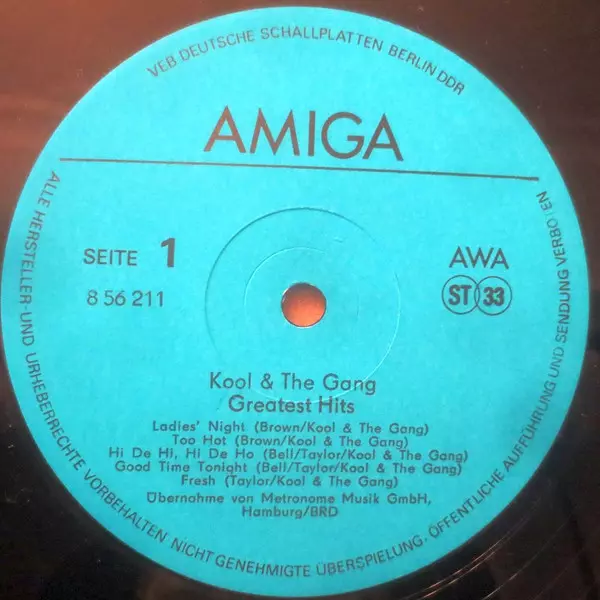 VEB DEUTSCHE SCHALLPLATTEN BERLIN DDR
AMIGA
SEITE 1
AWA
8 56 211
ST 33
Kool & The Gang
Greatest Hits
Ladies' Night (Brown/Kool & The Gang)
Too Hot (Brown/Kool & The Gang)
Hi De Hi, Hi De Ho (Bell/Taylor/Kool & The Gang)
Good Time Tonight (Bell/Taylor/Kool & The Gang)
Fresh (Taylor/Kool & The Gang)
Übernahme von Metronome Musik GmbH,
Hamburg/BRD
ALLE HERSTELLER- UND URHEBERRECHTE VORBEHALTEN NICHT GENEHMIGTE ÜBERSPIELUNG, ÖFFENTLICHE AUFFÜHRUNG UND SENDUNG VERBOTEN